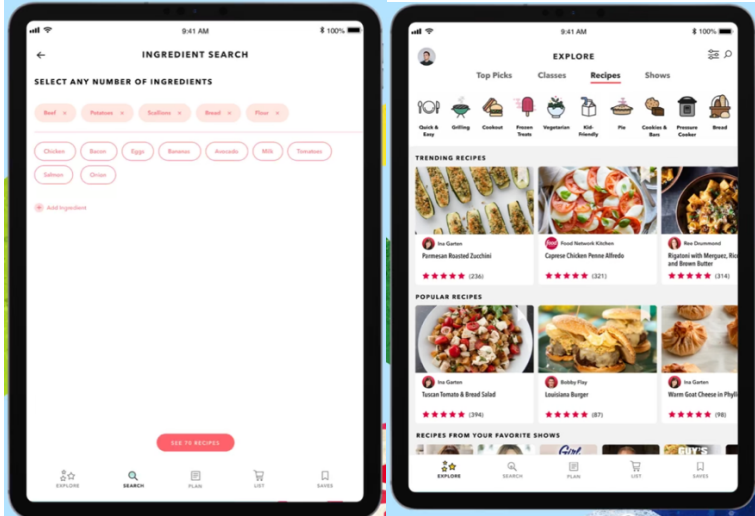 9:41 AM
100%
INGREDIENT SEARCH
SELECT ANY NUMBER OF INGREDIENTS
Beef x
Potatoes x
Scallions x
Bread x
Flour x
Chicken
Bacon
Eggs
Bananas
Avocado
Milk
Tomatoes
Salmon
Onion
Add Ingredient
SEE 70 RECIPES
EXPLORE
SEARCH
PLAN
LIST
SAVES
9:41 AM
100%
EXPLORE
Top Picks
Classes
Recipes
Shows
Quick & Easy
Grilling
Cookout
Frozen Treats
Vegetarian
Kid-Friendly
Pie
Cookies & Bars
Pressure Cooker
Bread
TRENDING RECIPES
Ina Garten
Parmesan Roasted Zucchini
(236)
food Food Network Kitchen
Caprese Chicken Penne Alfredo
(321)
Ree Drummond
Rigatoni with Merguez, Ric
and Brown Butter
(314)
POPULAR RECIPES
Ina Garten
Tuscan Tomato & Bread Salad
(394)
Bobby Flay
Louisiana Burger
(87)
Ina Garten
Warm Goat Cheese in Phyll
(98)
RECIPES FROM YOUR FAVORITE SHOWS
Girl
GUY'S
EXPLORE
SEARCH
PLAN
LIST
SAVES